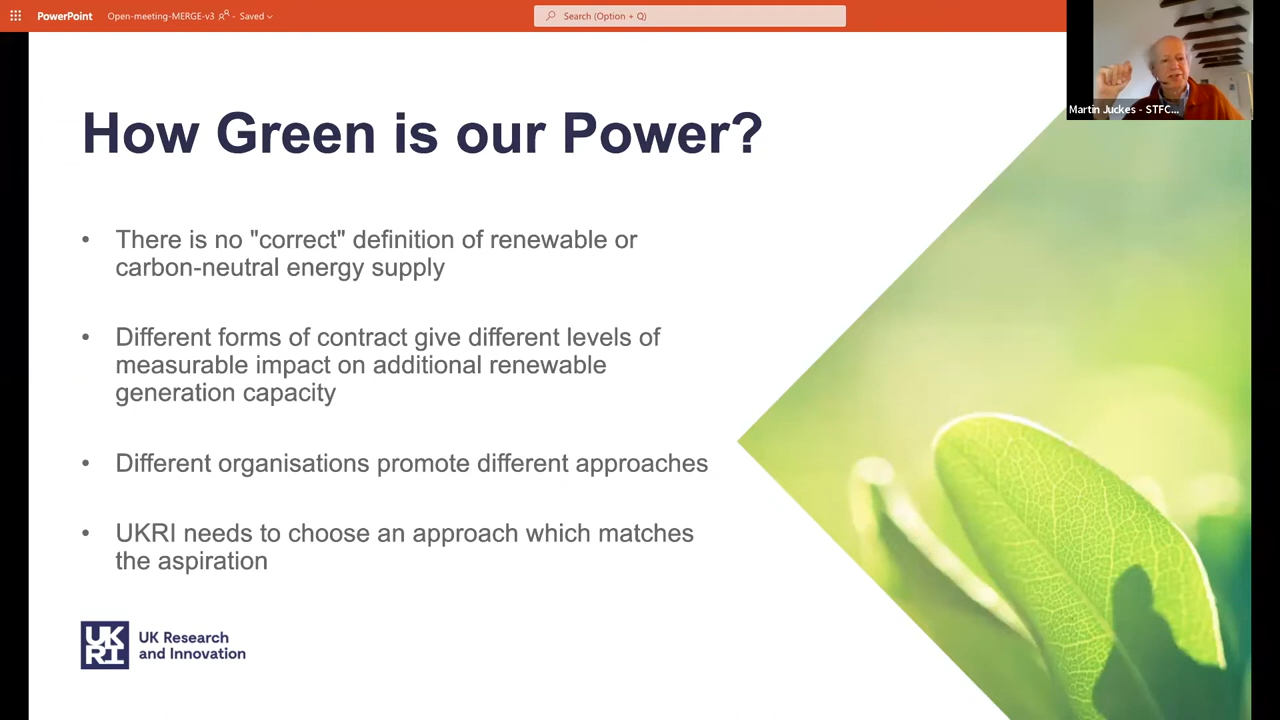 PowerPoint Open-meeting-MERGE-v3 - Saved
Search (Option + Q)
Martin Juckes - STFC...
How Green is our Power?
• There is no "correct" definition of renewable or
carbon-neutral energy supply
• Different forms of contract give different levels of
measurable impact on additional renewable
generation capacity
• Different organisations promote different approaches
• UKRI needs to choose an approach which matches
the aspiration
UK
RI
UK Research
and Innovation